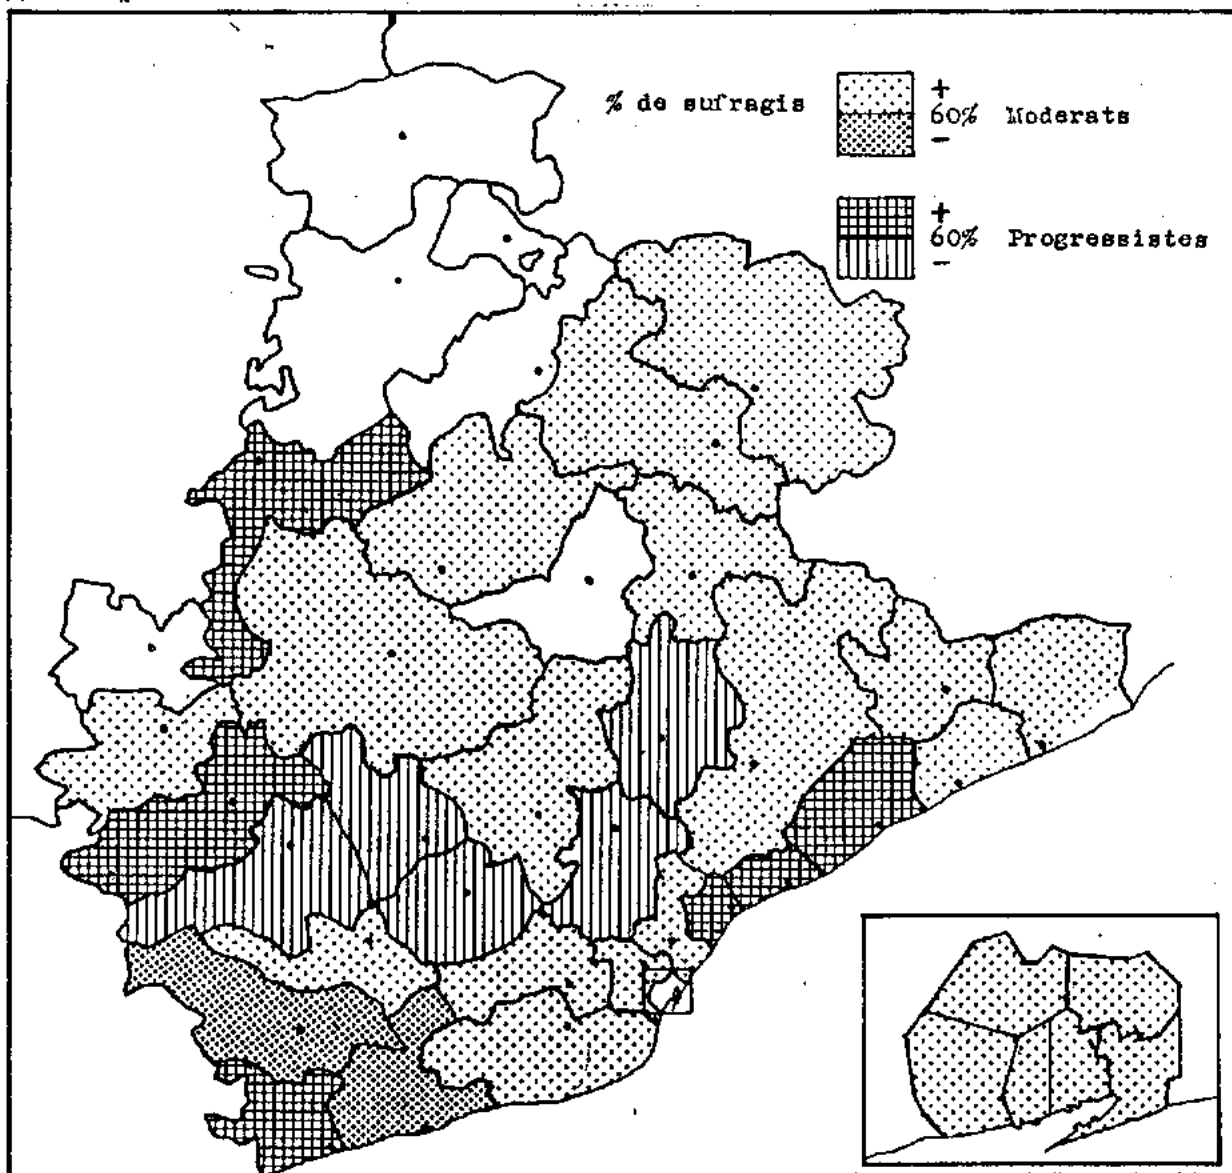 % de sufragis
+
60% Moderats
-
+
60% Progressistes
-